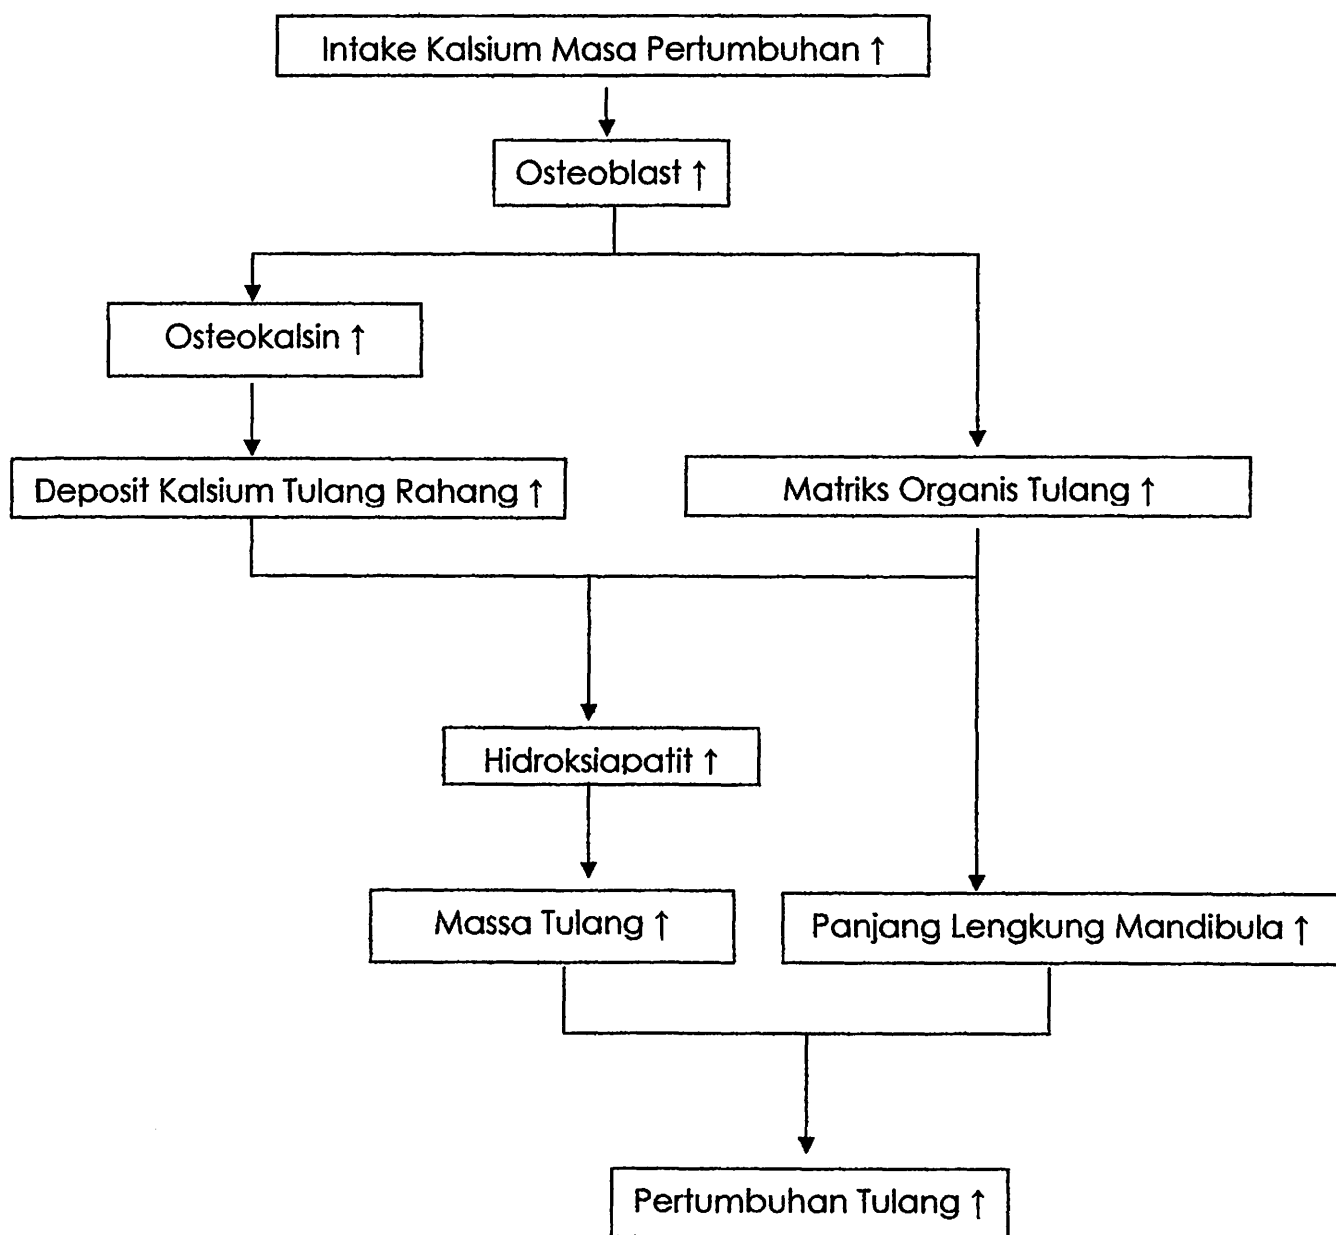 Intake Kalsium Masa Pertumbuhan ↑
Osteoblast ↑
Osteokalsin ↑
Deposit Kalsium Tulang Rahang ↑
Matriks Organis Tulang ↑
Hidroksiapatit ↑
Massa Tulang ↑
Panjang Lengkung Mandibula ↑
Pertumbuhan Tulang ↑